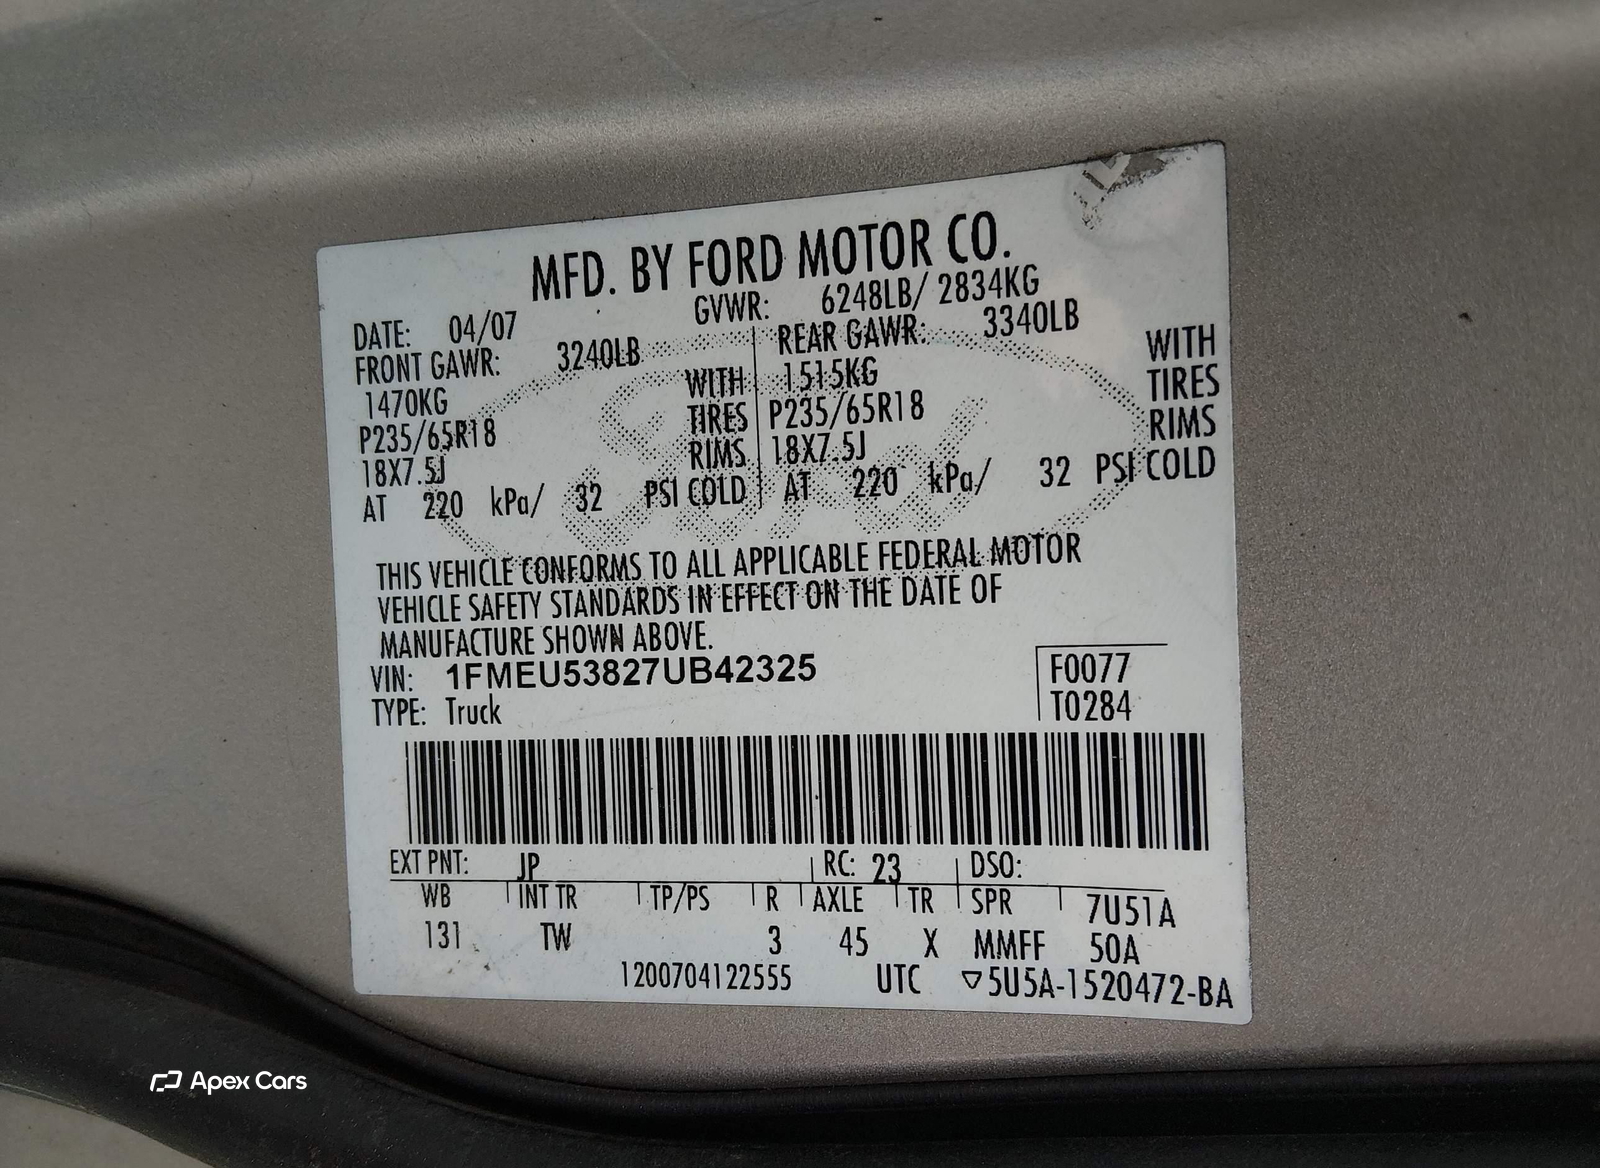 MFD. BY FORD MOTOR CO.
DATE: 04/07 GVWR: 6248LB/ 2834KG
FRONT GAWR: 3240LB REAR GAWR: 3340LB
1470KG WITH 1515KG WITH
P235/65R18 TIRES P235/65R18 TIRES
18X7.5J RIMS 18X7.5J RIMS
AT 220 kPa/ 32 PSI COLD AT 220 kPa/ 32 PSI COLD
THIS VEHICLE CONFORMS TO ALL APPLICABLE FEDERAL MOTOR
VEHICLE SAFETY STANDARDS IN EFFECT ON THE DATE OF
MANUFACTURE SHOWN ABOVE.
VIN: 1FMEU53827UB42325 F0077
TYPE: Truck T0284
EXT PNT: JP RC: 23 DSO:
WB INT TR TP/PS R AXLE TR SPR 7U51A
131 TW 3 45 X MMFF 50A
1200704122555 UTC ▽5U5A-1520472-BA
Apex Cars